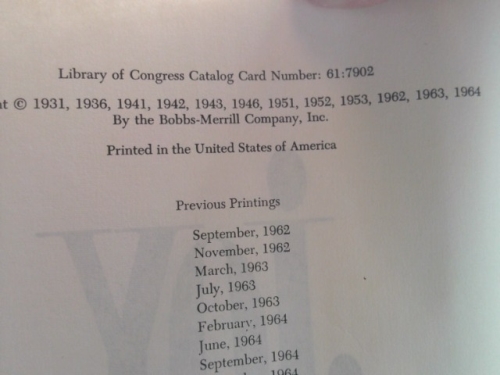 Library of Congress Catalog Card Number: 61:7902
© 1931, 1936, 1941, 1942, 1943, 1946, 1951, 1952, 1953, 1962, 1963, 1964
By the Bobbs-Merrill Company, Inc.
Printed in the United States of America
Previous Printings
September, 1962
November, 1962
March, 1963
July, 1963
October, 1963
February, 1964
June, 1964
September, 1964
1964